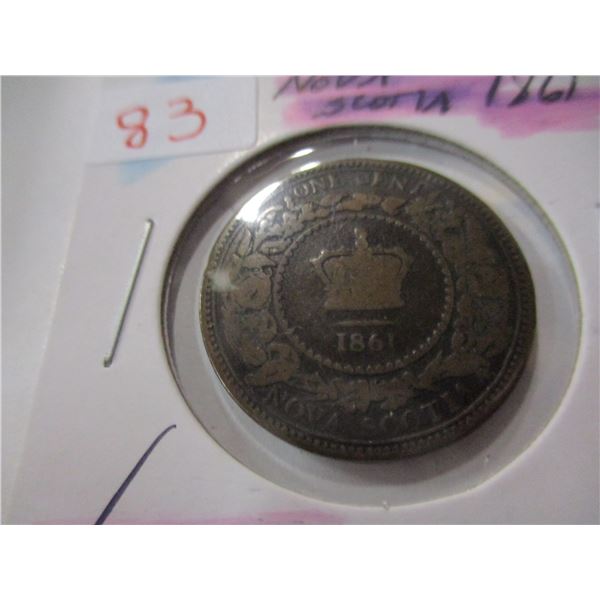 NOVA
SCOTIA 1861
83
ONE CENT
1861
NOVA SCOTIA